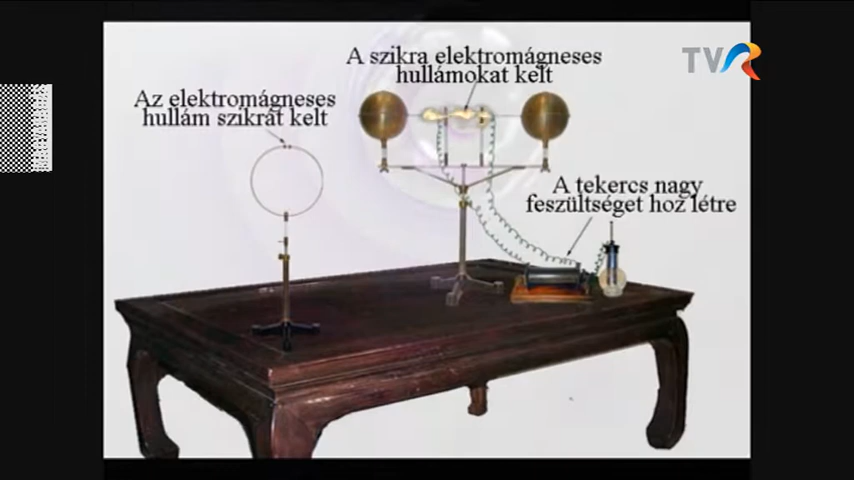 A szikra elektromágneses
hullámokat kelt
TVR
Az elektromágneses
hullám szikrát kelt
A tekercs nagy
feszültséget hoz létre